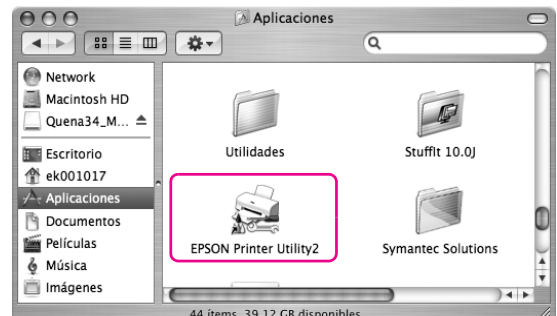 Aplicaciones
Network
Macintosh HD
Quena34_M...
Escritorio
ek001017
Aplicaciones
Documentos
Películas
Música
Imágenes
Utilidades
StuffIt 10.0J
EPSON Printer Utility2
Symantec Solutions
44 ítems, 39,12 GB disponibles